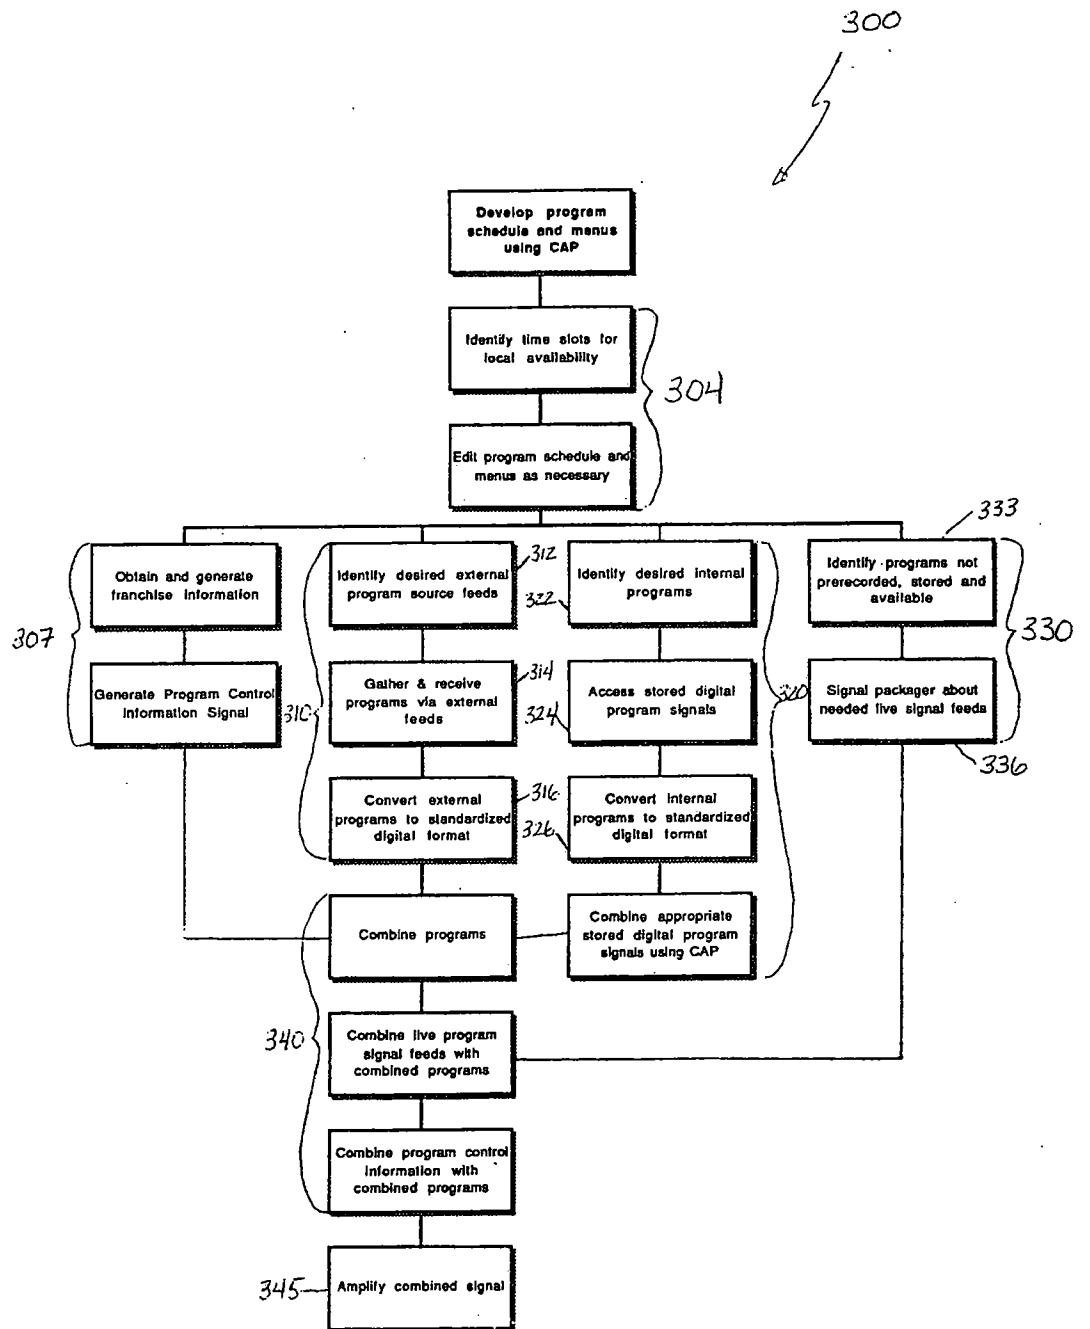 300
Develop program
schedule and menus
using CAP
Identify time slots for
local availability
304
Edit program schedule and
menus as necessary
307
Obtain and generate
franchise information
Generate Program Control
Information Signal
310
312
Identify desired external
program source feeds
314
Gather & receive
programs via external
feeds
316
Convert external
programs to standardized
digital format
320
322
Identify desired internal
programs
324
Access stored digital
program signals
326
Convert internal
programs to standardized
digital format
Combine appropriate
stored digital program
signals using CAP
333
Identify programs not
prerecorded, stored and
available
330
Signal packager about
needed live signal feeds
336
340
Combine programs
Combine live program
signal feeds with
combined programs
Combine program control
information with
combined programs
345
Amplify combined signal